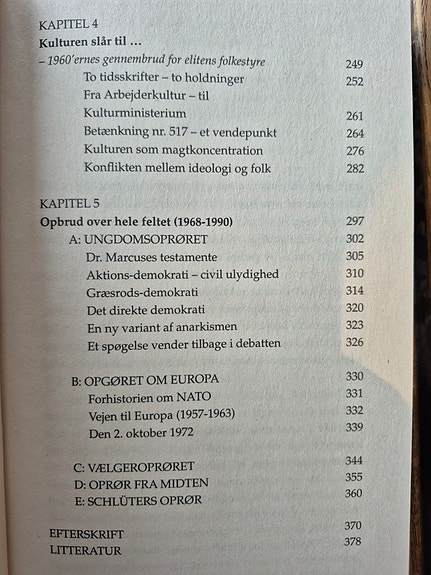 KAPITEL 4
Kulturen slår til …
– 1960'ernes gennembrud for elitens folkestyre 249
To tidsskrifter – to holdninger 252
Fra Arbejderkultur – til
Kulturministerium 261
Betænkning nr. 517 – et vendepunkt 264
Kulturen som magtkoncentration 276
Konflikten mellem ideologi og folk 282
KAPITEL 5
Opbrud over hele feltet (1968-1990) 297
A: UNGDOMSOPRØRET 302
Dr. Marcuses testamente 305
Aktions-demokrati – civil ulydighed 310
Græsrods-demokrati 314
Det direkte demokrati 320
En ny variant af anarkismen 323
Et spøgelse vender tilbage i debatten 326
B: OPGØRET OM EUROPA 330
Forhistorien om NATO 331
Vejen til Europa (1957-1963) 332
Den 2. oktober 1972 339
C: VÆLGEROPRØRET 344
D: OPRØR FRA MIDTEN 355
E: SCHLÜTERS OPRØR 360
EFTERSKRIFT 370
LITTERATUR 378